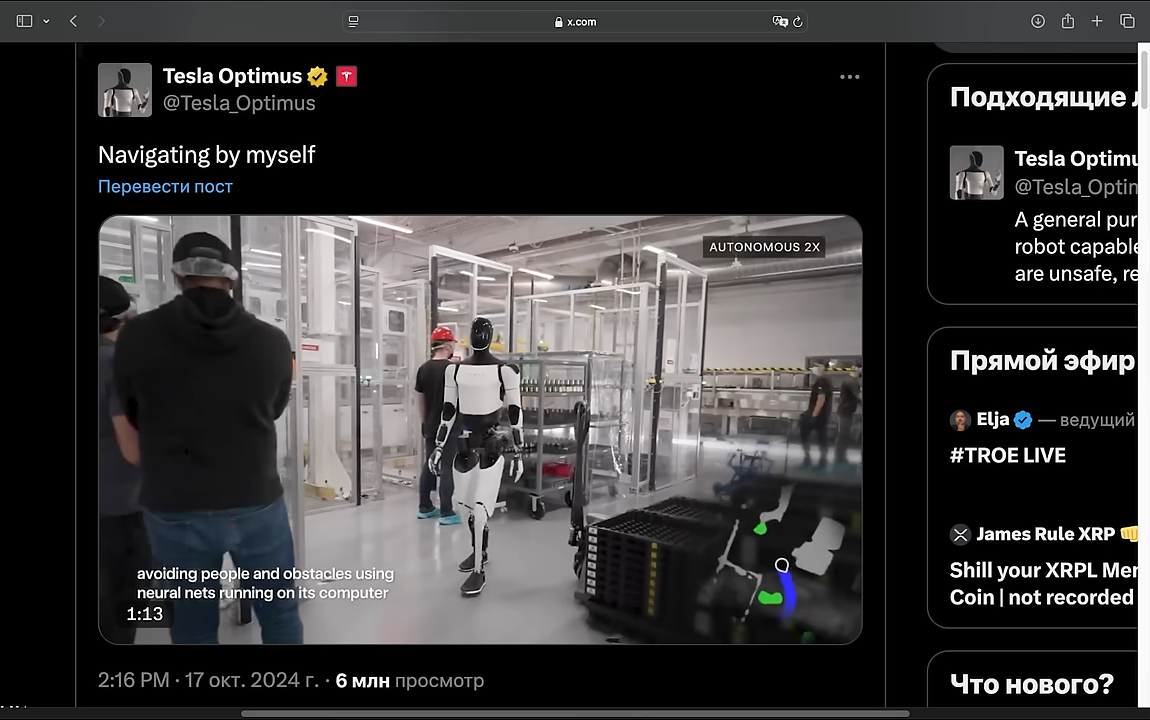 x.com
Tesla Optimus
@Tesla_Optimus
Navigating by myself
Перевести пост
AUTONOMOUS 2X
avoiding people and obstacles using
neural nets running on its computer
1:13
2:16 PM · 17 окт. 2024 г. · 6 млн просмотр
Подходящие
Tesla Optimu
@Tesla_Optim
A general pur
robot capable
are unsafe, re
Прямой эфир
Elja — ведущий
#TROE LIVE
James Rule XRP
Shill your XRPL Mem
Coin | not recorded
Что нового?